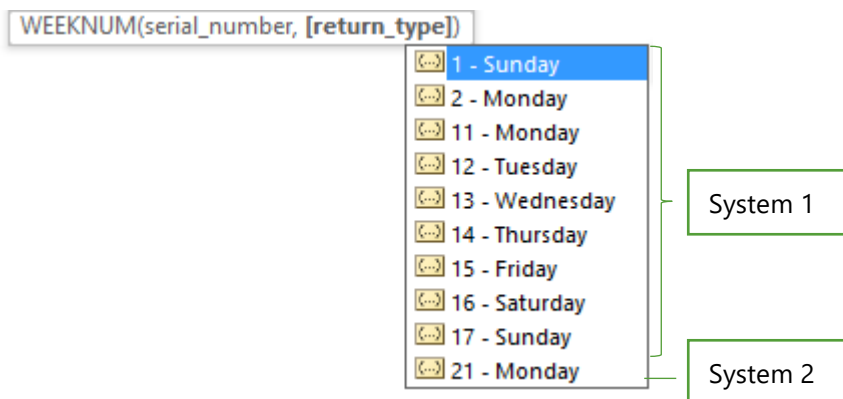 WEEKNUM(serial_number, [return_type])
1 - Sunday
2 - Monday
11 - Monday
12 - Tuesday
13 - Wednesday
14 - Thursday
15 - Friday
16 - Saturday
17 - Sunday
21 - Monday
System 1
System 2